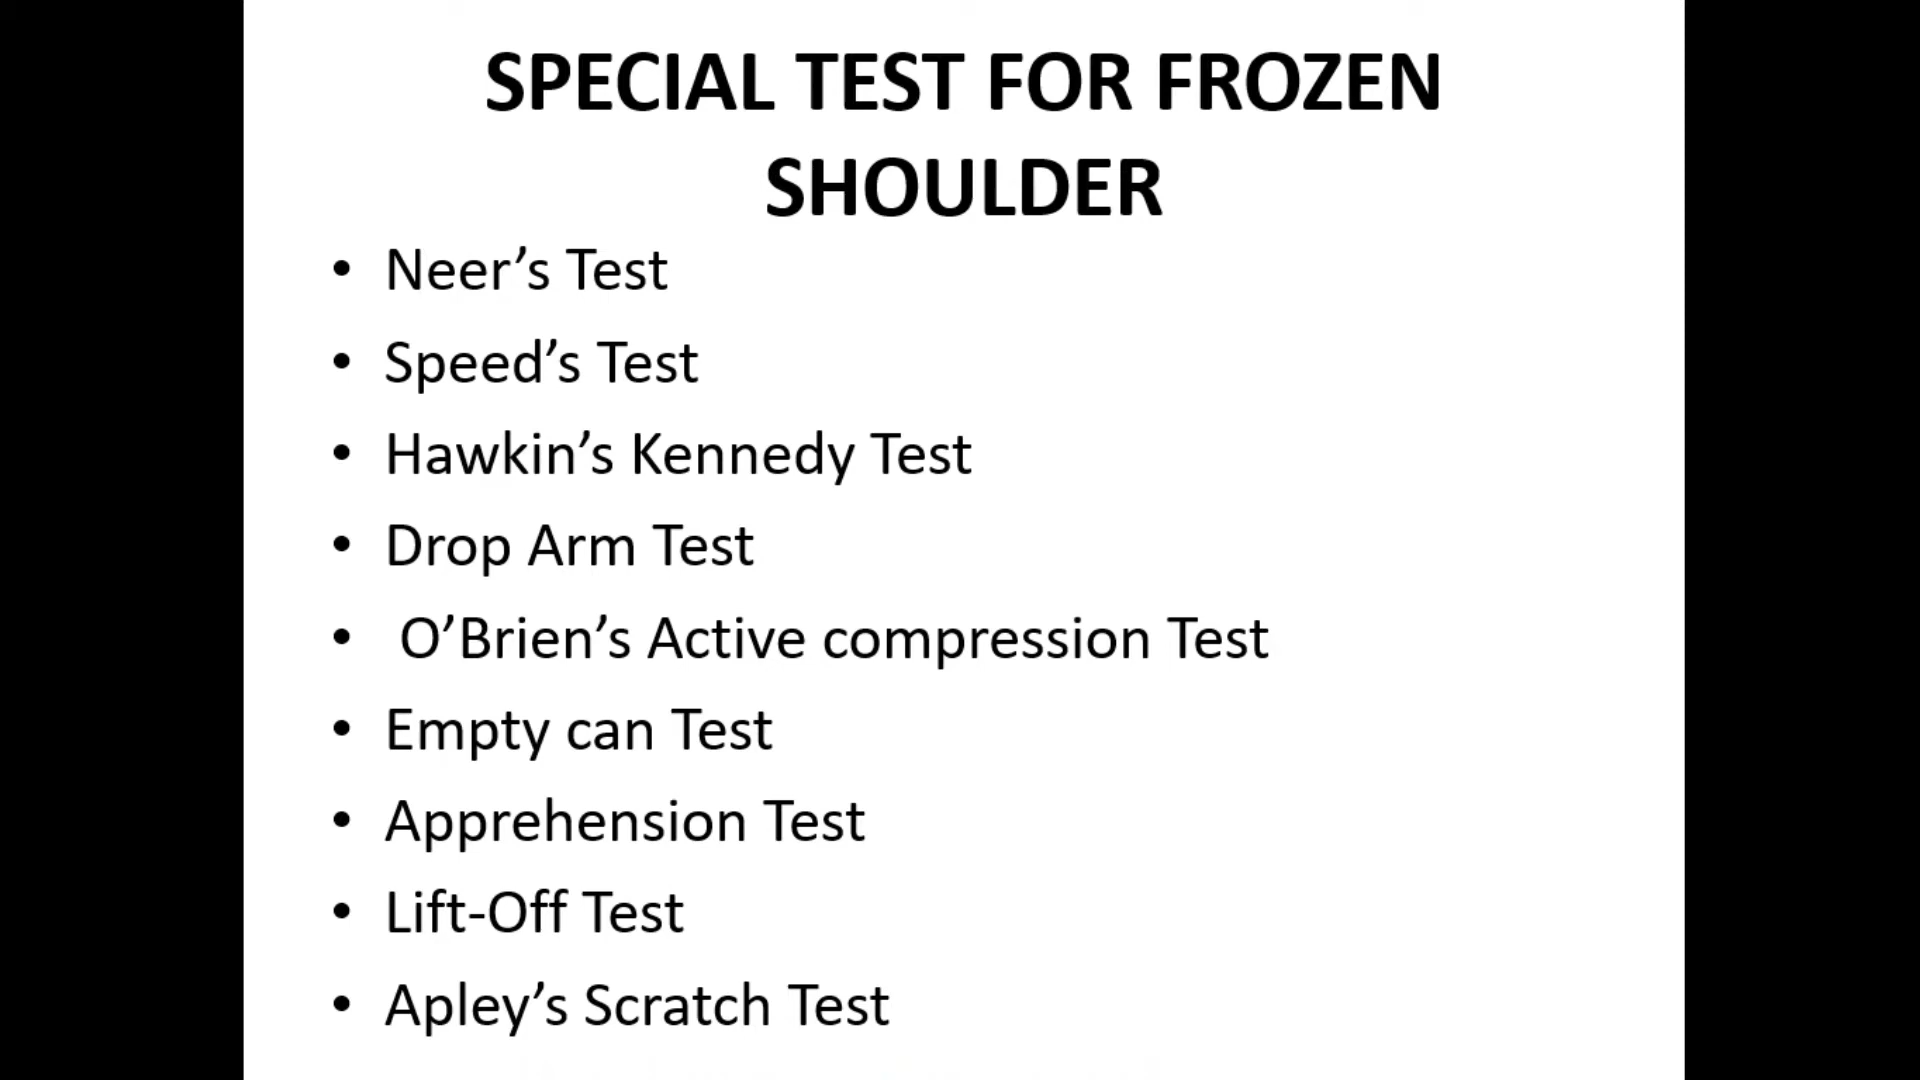 SPECIAL TEST FOR FROZEN
SHOULDER
• Neer’s Test
• Speed’s Test
• Hawkin’s Kennedy Test
• Drop Arm Test
• O’Brien’s Active compression Test
• Empty can Test
• Apprehension Test
• Lift-Off Test
• Apley’s Scratch Test